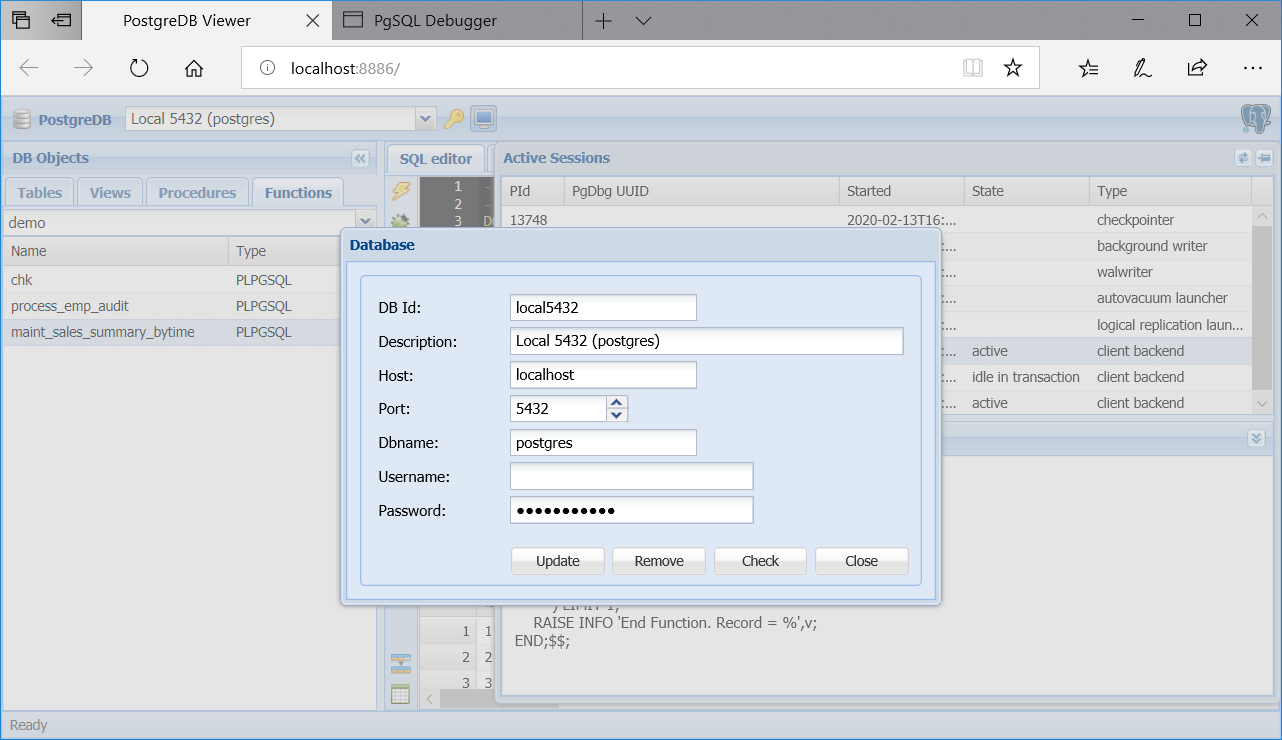 PostgreDB Viewer
PgSQL Debugger
localhost:8886/
PostgreDB
Local 5432 (postgres)
DB Objects
SQL editor
Active Sessions
Tables
Views
Procedures
Functions
PId
PgDbg UUID
Started
State
Type
demo
1
2
3
13748
2020-02-13T16:...
checkpointer
Name
Type
:...
background writer
chk
PLPGSQL
:...
walwriter
process_emp_audit
PLPGSQL
:...
autovacuum launcher
maint_sales_summary_bytime
PLPGSQL
:...
logical replication laun...
:...
active
client backend
:...
idle in transaction
client backend
:...
active
client backend
Database
DB Id:
local5432
Description:
Local 5432 (postgres)
Host:
localhost
Port:
5432
Dbname:
postgres
Username:
Password:
•••••••••••
Update
Remove
Check
Close
) LIMIT 1;
RAISE INFO 'End Function. Record = %',v;
END;$$;
1 1
2 2
3 3
Ready